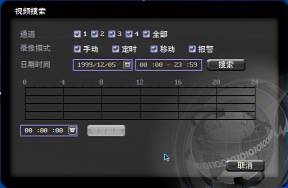 视频搜索
通道 1 2 3 4 全部
录像模式 手动 定时 移动 报警
日期时间 1999/12/05 00 :00 - 23 :59 搜索
0 4 8 12 16 20 24
00 :00 :00
取消